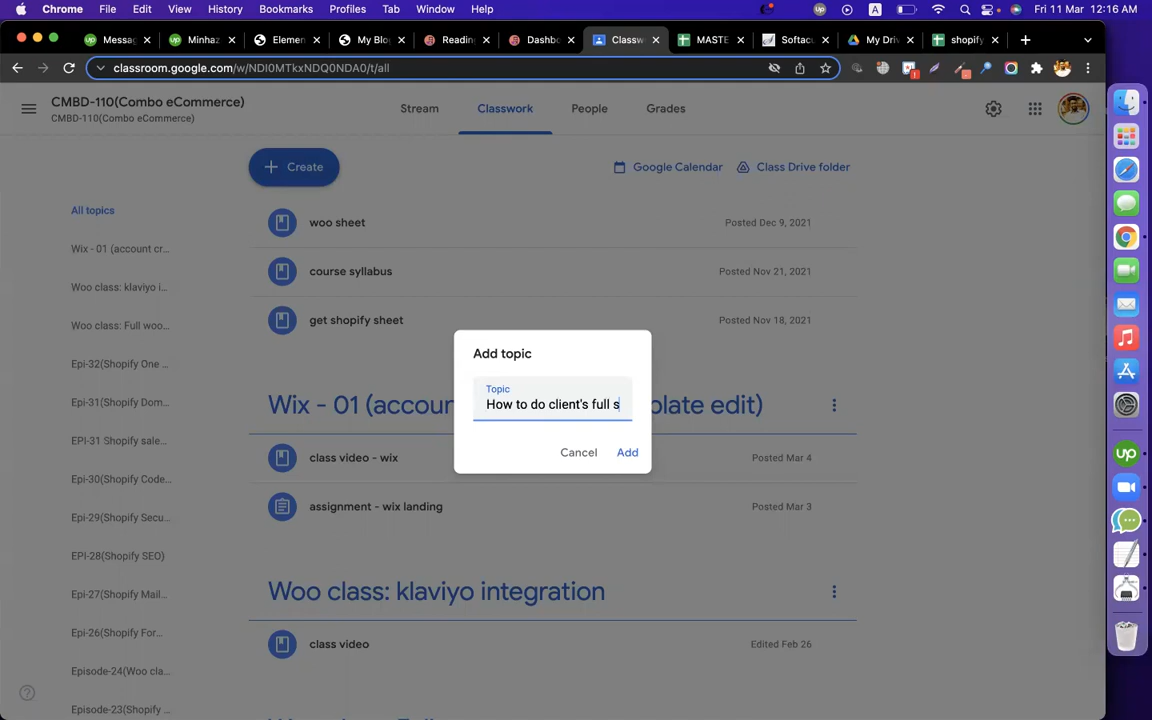 Chrome File Edit View History Bookmarks Profiles Tab Window Help
A
Fri 11 Mar 12:16 AM
up Messag
up Minhaz
Elemen
My Blo
Readin
Dashb
Classw
MASTE
Softacu
My Driv
shopify
classroom.google.com/w/NDI0MTkxNDQ0NDA0/t/all
CMBD-110(Combo eCommerce)
CMBD-110(Combo eCommerce)
Stream Classwork People Grades
Create
Google Calendar
Class Drive folder
All topics
Wix - 01 (account cr...
Woo class: klaviyo i...
Woo class: Full woo...
Epi-32(Shopify One ...
Epi-31(Shopify Dom...
EPI-31 Shopify sale...
Epi-30(Shopify Code...
Epi-29(Shopify Secu...
EPI-28(Shopify SEO)
Epi-27(Shopify Mail...
Epi-26(Shopify For...
Episode-24(Woo cla...
Episode-23(Shopify ...
woo sheet Posted Dec 9, 2021
course syllabus Posted Nov 21, 2021
get shopify sheet Posted Nov 18, 2021
Add topic
Topic
How to do client's full s
Cancel Add
Wix - 01 (accour plate edit)
class video - wix Posted Mar 4
assignment - wix landing Posted Mar 3
Woo class: klaviyo integration
class video Edited Feb 26
up